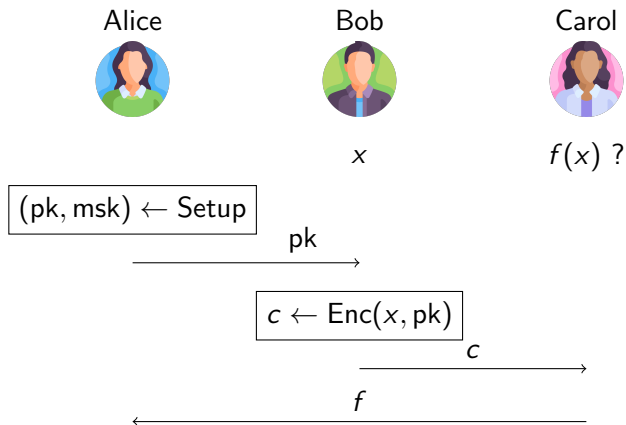 Alice Bob Carol
x f(x) ?
(pk, msk) ← Setup
pk
c ← Enc(x, pk)
c
f